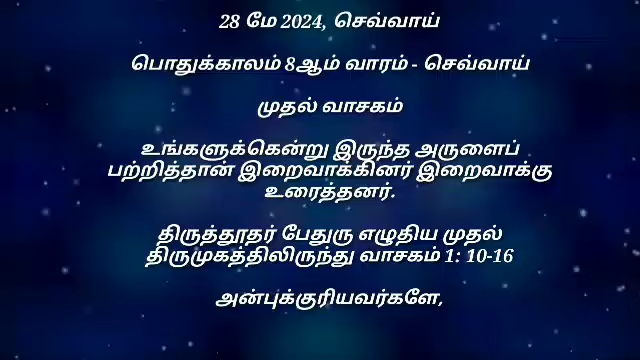 28 மே 2024, செவ்வாய்
பொதுக்காலம் 8ஆம் வாரம் - செவ்வாய்
முதல் வாசகம்
உங்களுக்கென்று இருந்த அருளைப்
பற்றித்தான் இறைவாக்கினர் இறைவாக்கு
உரைத்தனர்.
திருத்தூதர் பேதுரு எழுதிய முதல்
திருமுகத்திலிருந்து வாசகம் 1: 10-16
அன்புக்குரியவர்களே,